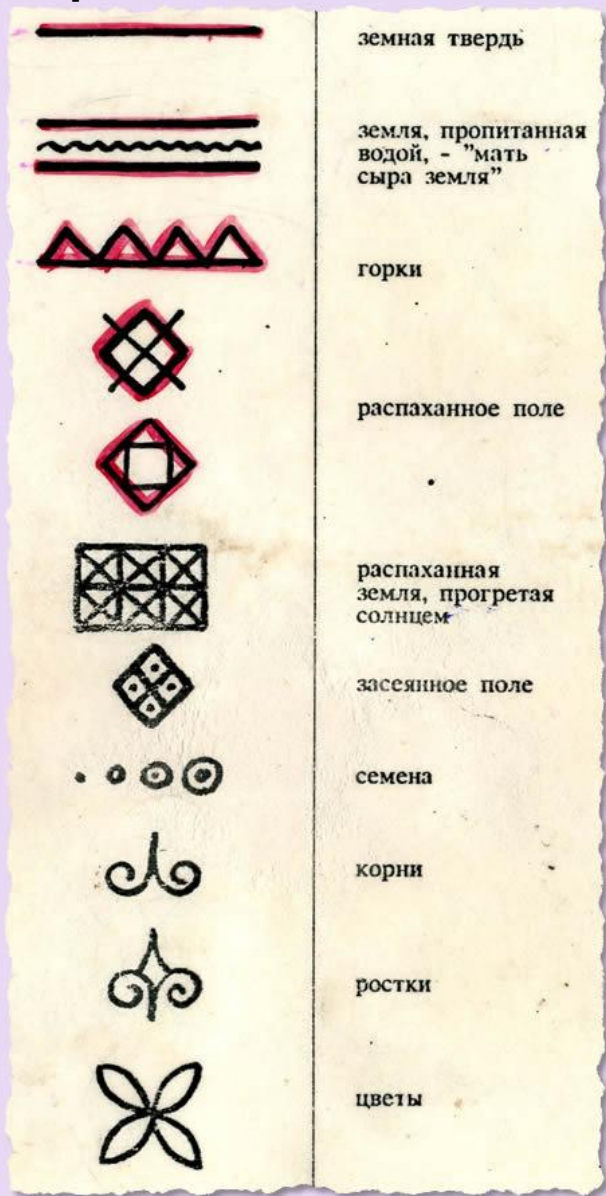 земная твердь
земля, пропитанная
водой, - "мать
сыра земля"
горки
распаханное поле
распаханная
земля, прогретая
солнцем
засеянное поле
семена
корни
ростки
цветы